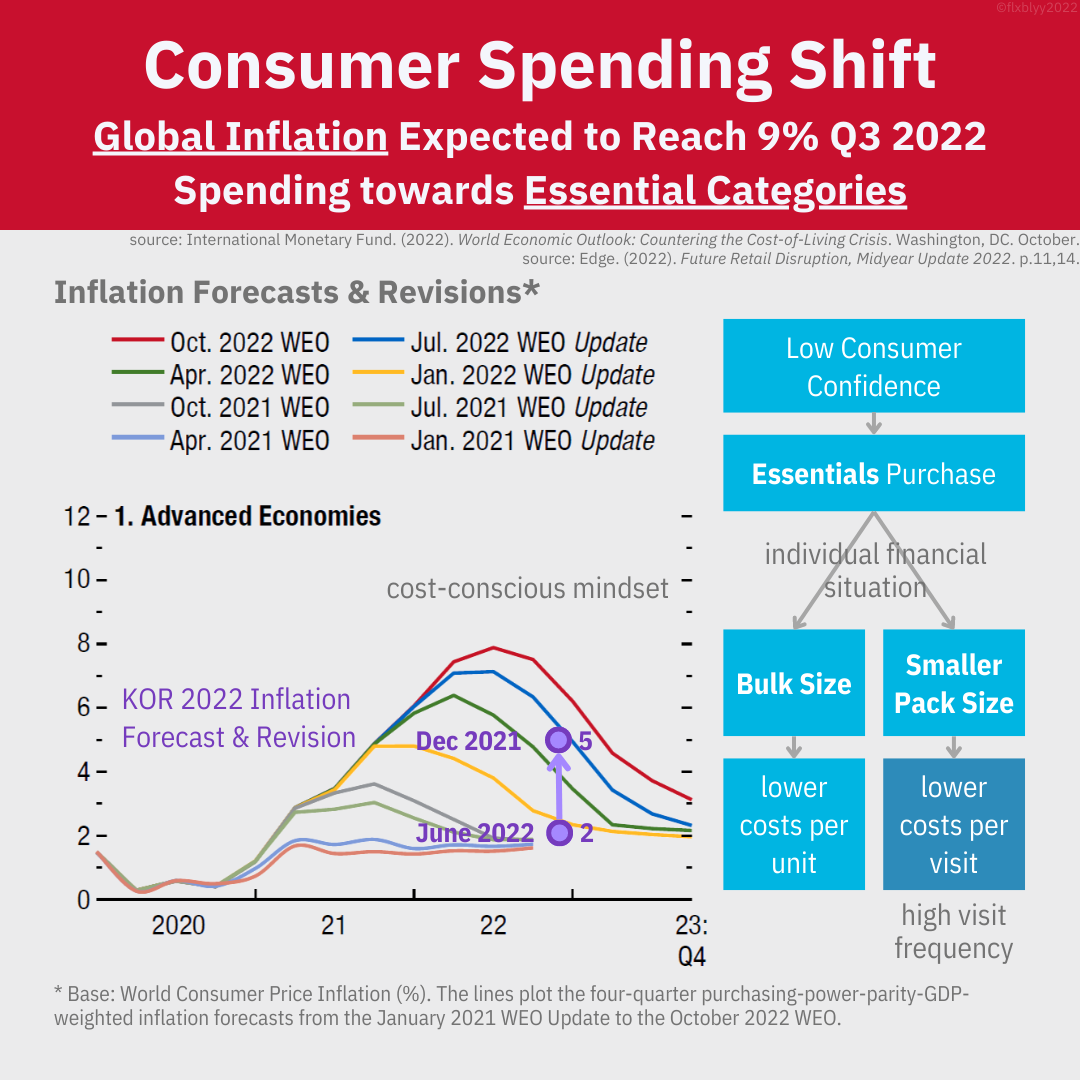 ©flxblyy2022
Consumer Spending Shift
Global Inflation Expected to Reach 9% Q3 2022
Spending towards Essential Categories
source: International Monetary Fund. (2022). World Economic Outlook: Countering the Cost-of-Living Crisis. Washington, DC. October.
source: Edge. (2022). Future Retail Disruption, Midyear Update 2022. p.11,14.
Inflation Forecasts & Revisions*
Oct. 2022 WEO
Jul. 2022 WEO Update
Apr. 2022 WEO
Jan. 2022 WEO Update
Oct. 2021 WEO
Jul. 2021 WEO Update
Apr. 2021 WEO
Jan. 2021 WEO Update
12
1. Advanced Economies
10
8
6
4
2
0
cost-conscious mindset
KOR 2022 Inflation
Forecast & Revision
Dec 2021
5
June 2022
2
2020
21
22
23:
Q4
Low Consumer
Confidence
Essentials Purchase
individual financial
situation
Bulk Size
Smaller
Pack Size
lower
costs per
unit
lower
costs per
visit
high visit
frequency
* Base: World Consumer Price Inflation (%). The lines plot the four-quarter purchasing-power-parity-GDP-
weighted inflation forecasts from the January 2021 WEO Update to the October 2022 WEO.